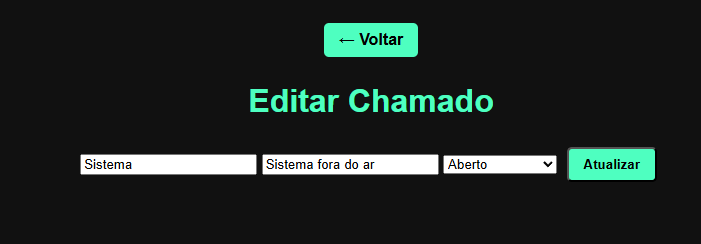 ← Voltar
Editar Chamado
Sistema Sistema fora do ar Aberto Atualizar